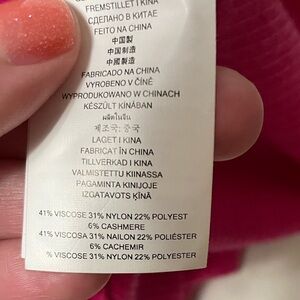 FREMSTILLET I KINA
СДЕЛАНО В КИТАЕ
FEITO NA CHINA
中国製
中国制造
中國製造
FABRICADO NA CHINA
VYROBENO V ČÍNĚ
WYPRODUKOWANO W CHINACH
KÉSZÜLT KÍNÁBAN
ผลิตในจีน
제조국: 중국
LAGET I KINA
FABRICAT ÎN CHINA
TILLVERKAD I KINA
VALMISTETTU KIINASSA
PAGAMINTA KINIJOJE
IZGATAVOTS ĶĪNĀ
41% VISCOSE 31% NYLON 22% POLYEST
6% CASHMERE
41% VISCOSA 31% NAILON 22% POLIÉSTER
6% CACHEMIR
% VISCOSE 31% NYLON 22% POLYESTER